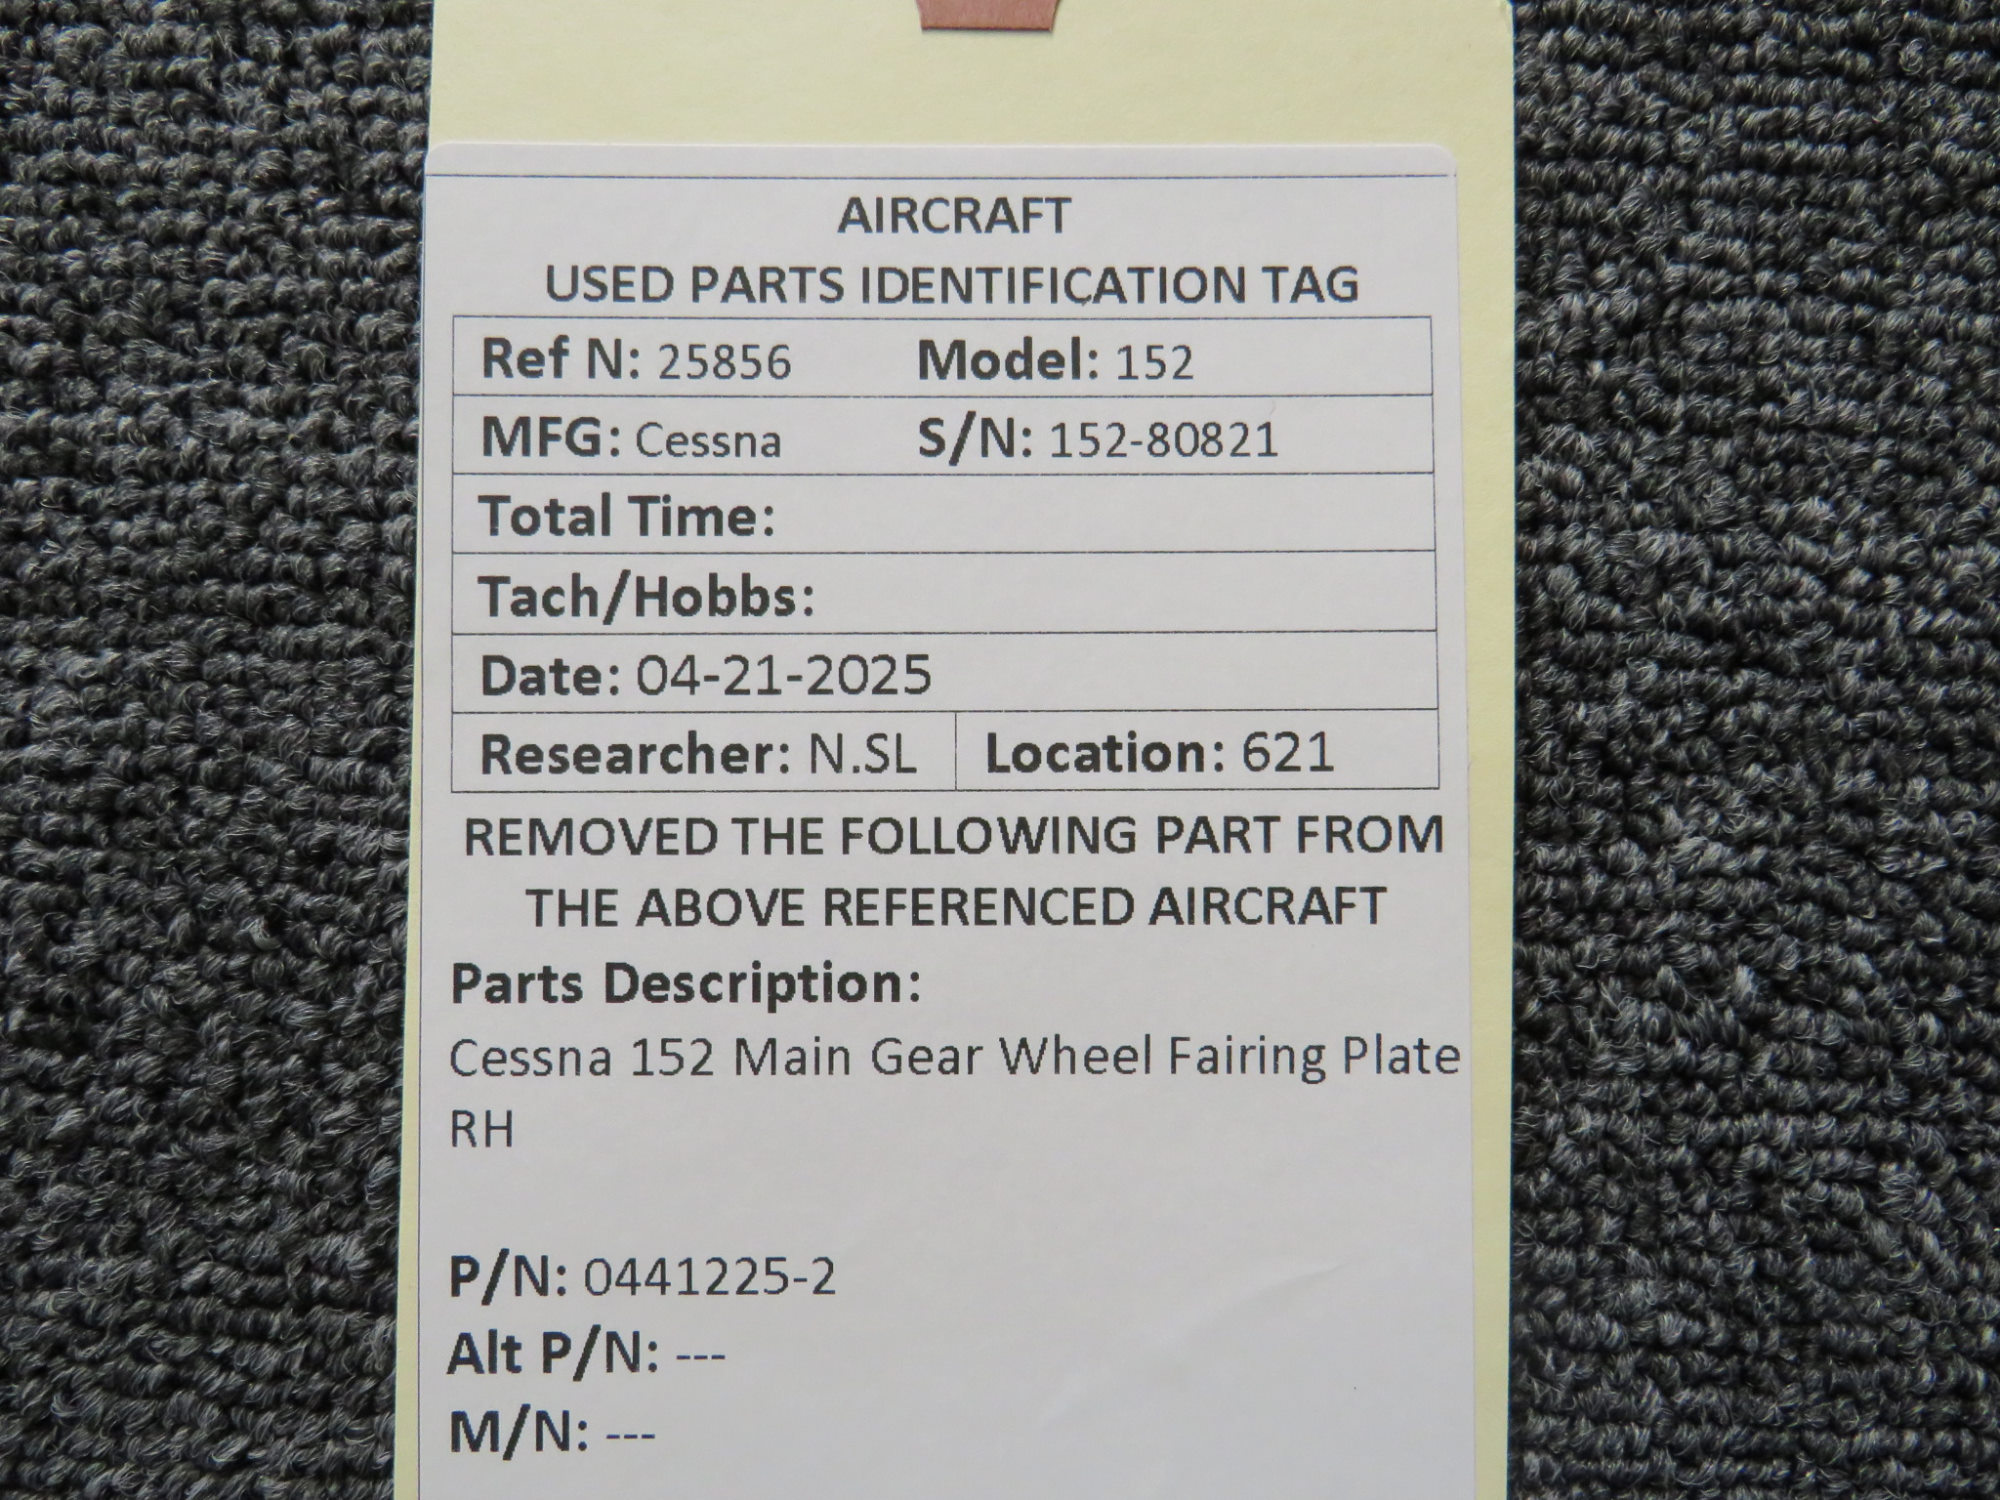 AIRCRAFT
USED PARTS IDENTIFICATION TAG
Ref N: 25856 Model: 152
MFG: Cessna S/N: 152-80821
Total Time:
Tach/Hobbs:
Date: 04-21-2025
Researcher: N.SL Location: 621
REMOVED THE FOLLOWING PART FROM
THE ABOVE REFERENCED AIRCRAFT
Parts Description:
Cessna 152 Main Gear Wheel Fairing Plate
RH
P/N: 0441225-2
Alt P/N: ---
M/N: ---